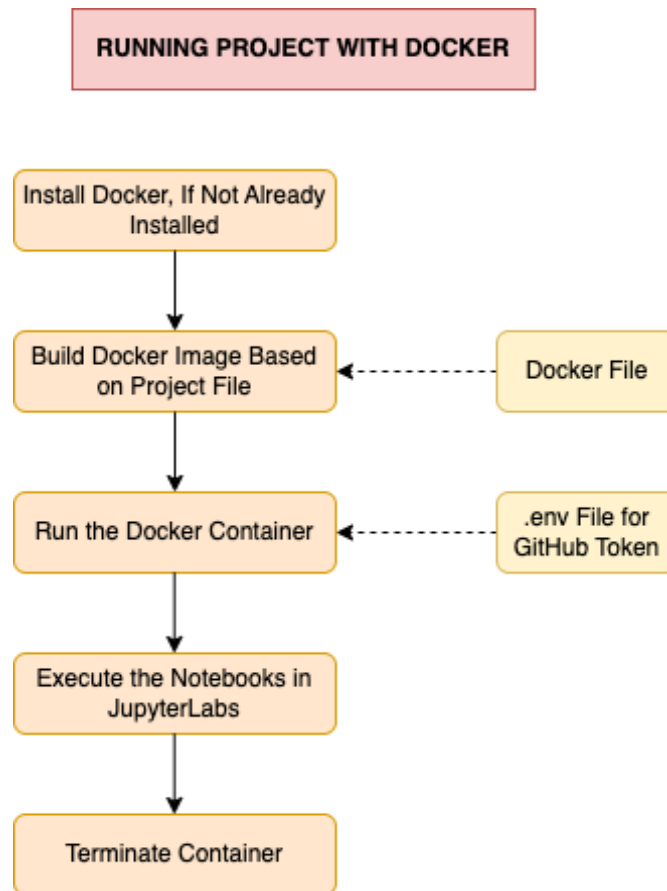 RUNNING PROJECT WITH DOCKER
Install Docker, If Not Already
Installed
Build Docker Image Based
on Project File
Docker File
Run the Docker Container
.env File for
GitHub Token
Execute the Notebooks in
JupyterLabs
Terminate Container